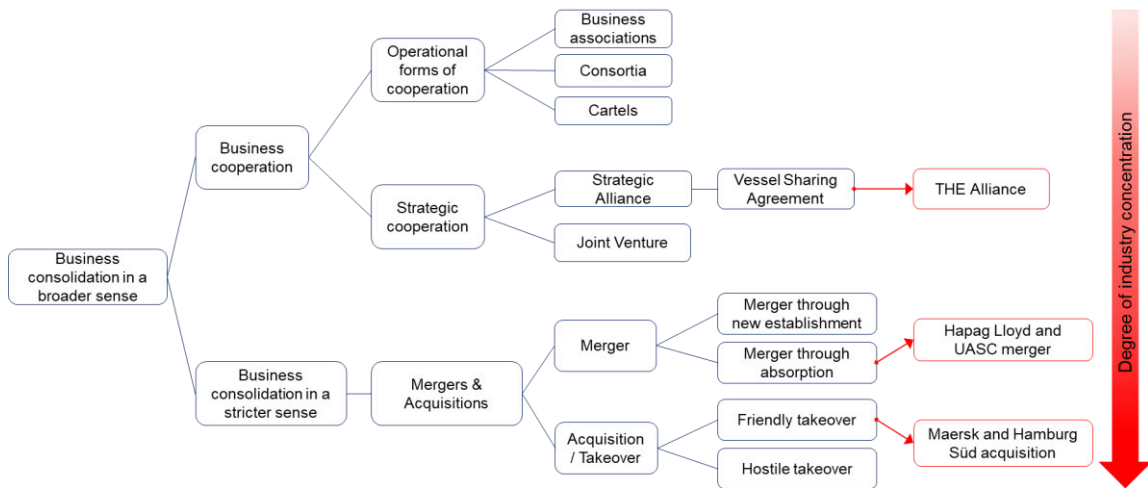 Business
associations
Operational
forms of
cooperation
Consortia
Cartels
Business
cooperation
Strategic
Alliance
Vessel Sharing
Agreement
THE Alliance
Strategic
cooperation
Joint Venture
Business
consolidation in a
broader sense
Merger through
new establishment
Merger
Hapag Lloyd and
UASC merger
Merger through
absorption
Business
consolidation in a
stricter sense
Mergers &
Acquisitions
Friendly takeover
Acquisition
/ Takeover
Maersk and Hamburg
Süd acquisition
Hostile takeover
Degree of industry concentration